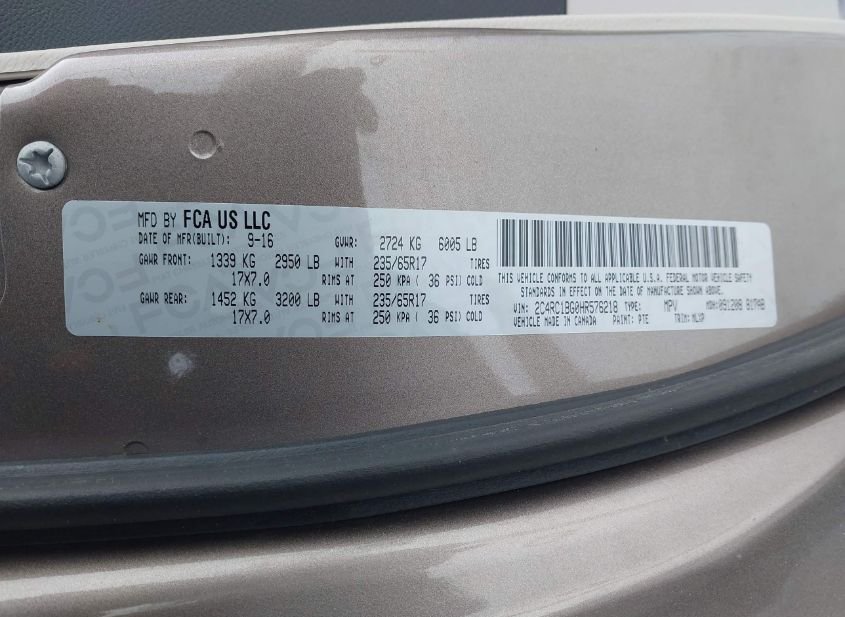 MFD BY FCA US LLC
DATE OF MFR(BUILT): 9-16 GVWR: 2724 KG 6005 LB
GAWR FRONT: 1339 KG 2950 LB WITH 235/65R17 TIRES
17X7.0 RIMS AT 250 KPA ( 36 PSI) COLD
GAWR REAR: 1452 KG 3200 LB WITH 235/65R17 TIRES
17X7.0 RIMS AT 250 KPA ( 36 PSI) COLD
THIS VEHICLE CONFORMS TO ALL APPLICABLE U.S.A. FEDERAL MOTOR VEHICLE SAFETY
STANDARDS IN EFFECT ON THE DATE OF MANUFACTURE SHOWN ABOVE.
VIN: 2C4RC1BG0HR576218 TYPE: MPV MDH:091208 817AB
VEHICLE MADE IN CANADA PAINT: PTE TRIM: